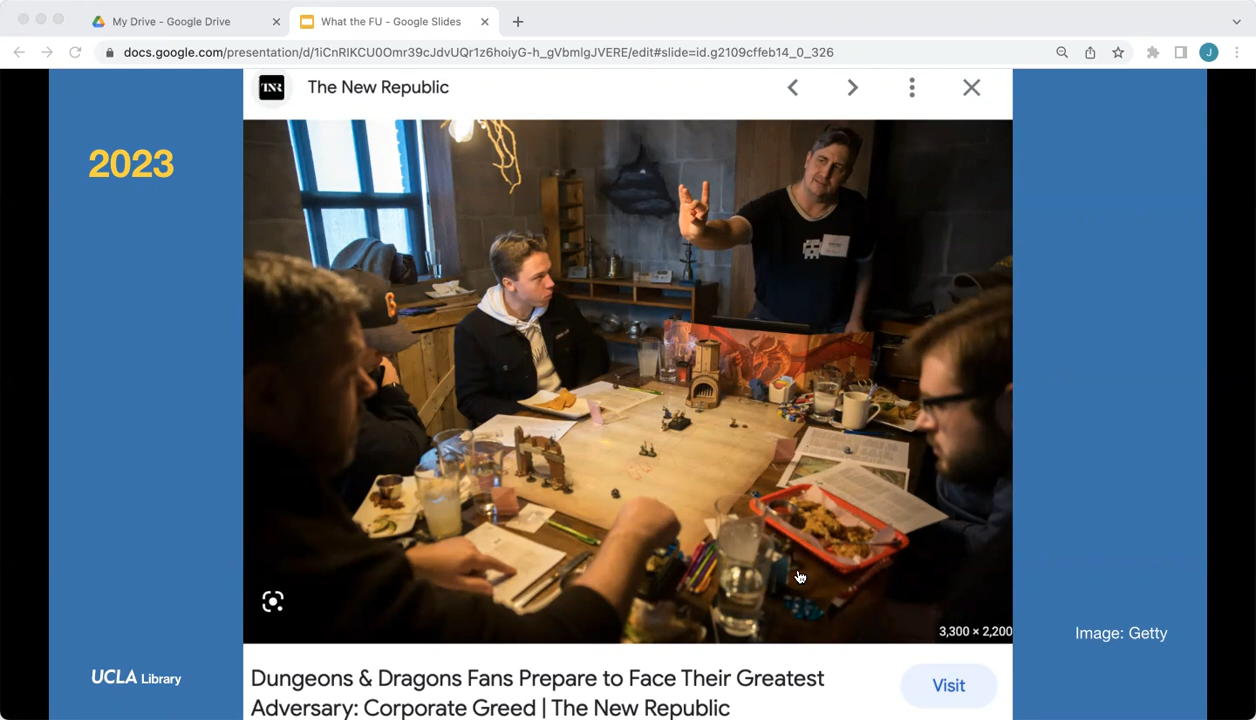 My Drive - Google Drive
What the FU - Google Slides
docs.google.com/presentation/d/1iCnRIKCU0Omr39cJdvUQr1z6hoiyG-h_gVbmlgJVERE/edit#slide=id.g2109cffeb14_0_326
J
TNR
The New Republic
2023
3,300 × 2,200
Image: Getty
UCLA Library
Dungeons & Dragons Fans Prepare to Face Their Greatest
Adversary: Corporate Greed | The New Republic
Visit